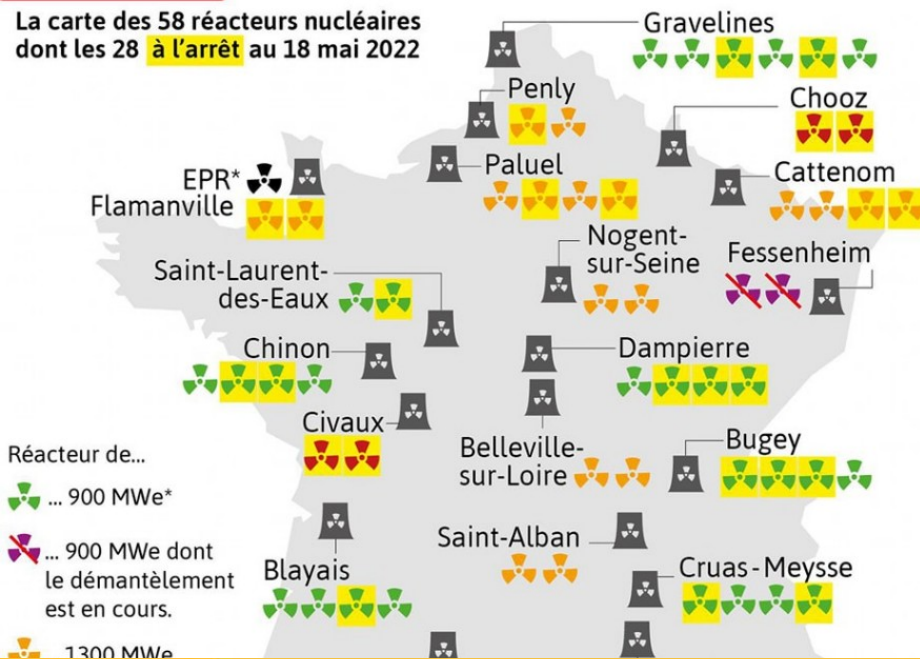 La carte des 58 réacteurs nucléaires
dont les 28 à l'arrêt au 18 mai 2022
Gravelines
Penly
Chooz
Paluel
Cattenom
EPR*
Flamanville
Nogent-
sur-Seine
Fessenheim
Saint-Laurent-
des-Eaux
Chinon
Dampierre
Civaux
Belleville-
sur-Loire
Bugey
Saint-Alban
Cruas-Meysse
Blayais
Réacteur de...
... 900 MWe*
... 900 MWe dont
le démantèlement
est en cours.
1300 MWe